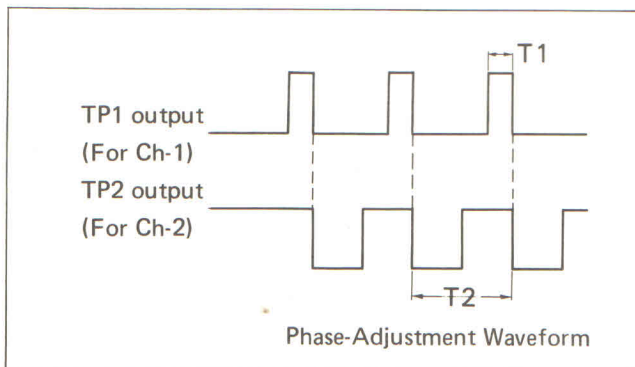 T1
TP1 output
(For Ch-1)
TP2 output
(For Ch-2)
T2
Phase-Adjustment Waveform